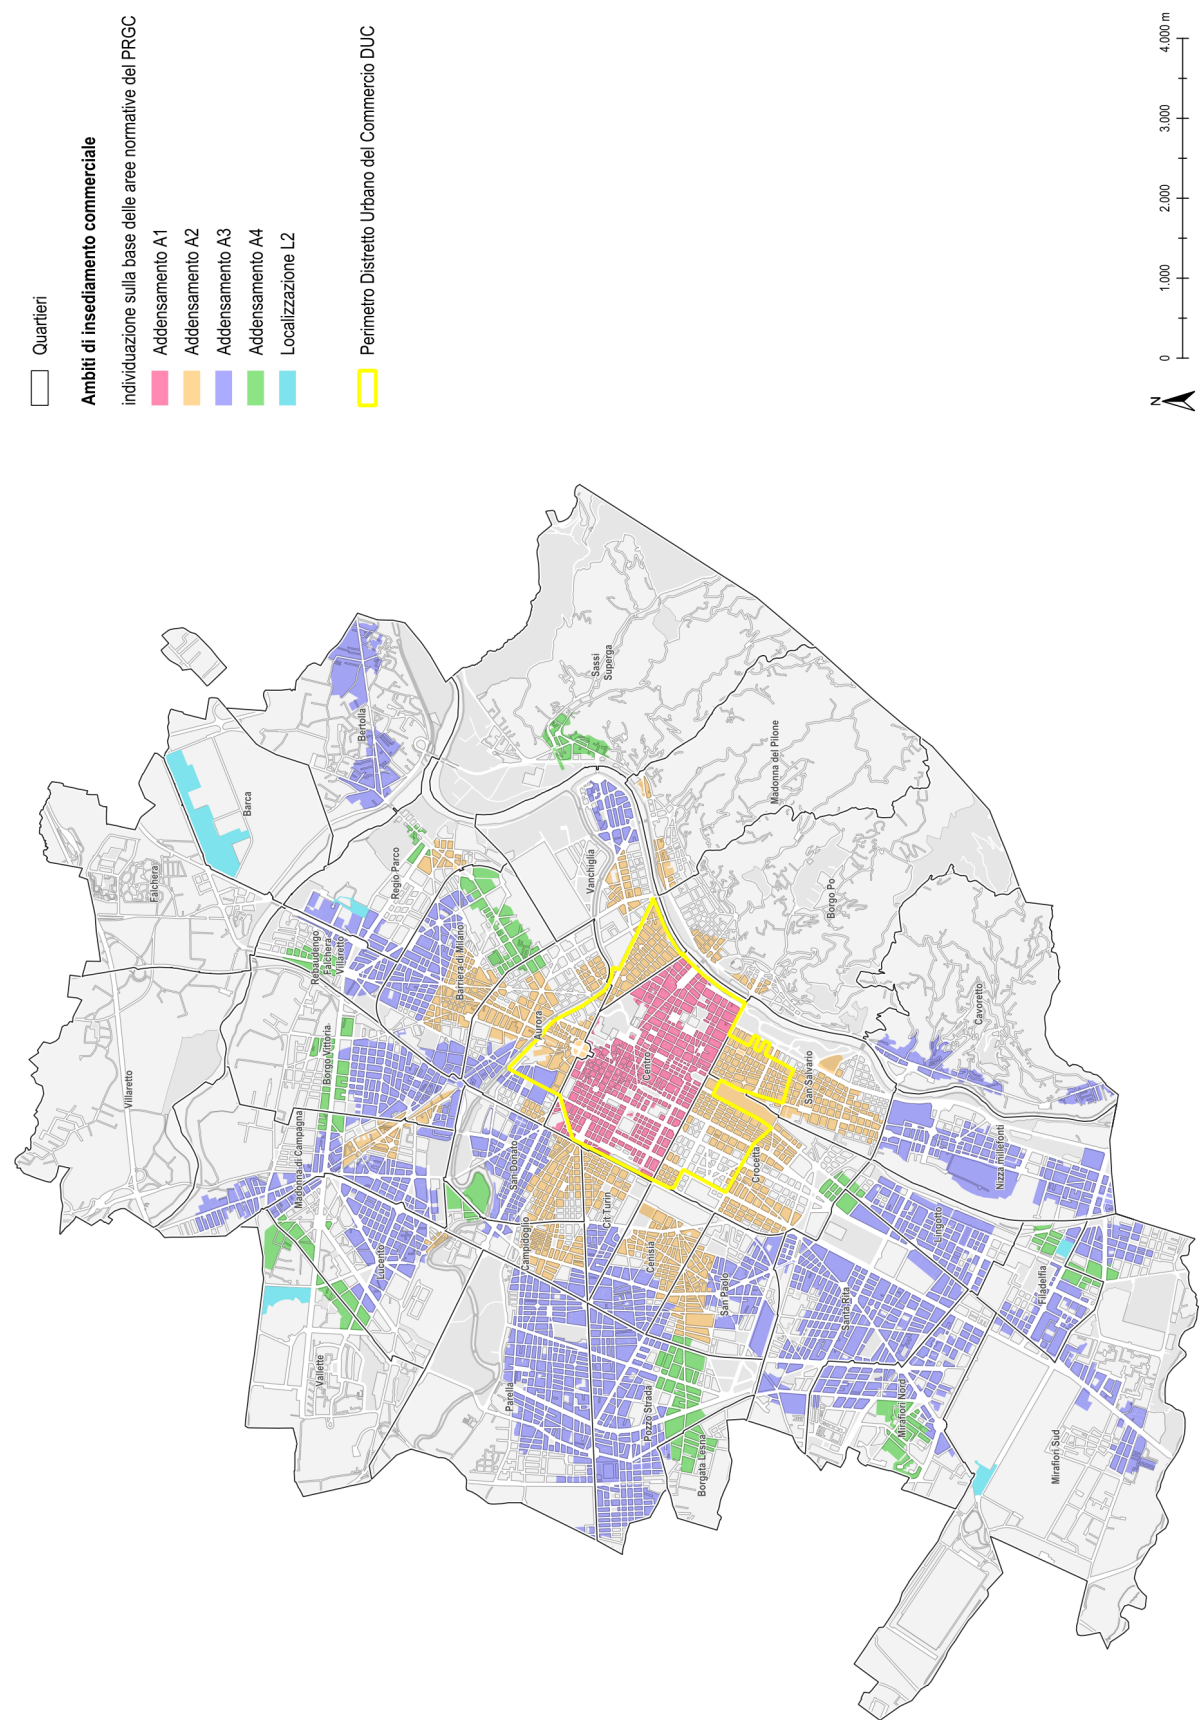 Quartieri
Ambiti di insediamento commerciale
individuazione sulla base delle aree normative del PRGC
Addensamento A1
Addensamento A2
Addensamento A3
Addensamento A4
Localizzazione L2
Perimetro Distretto Urbano del Commercio DUC
N
0
1.000
2.000
3.000
4.000 m
Villaretto
Falchera
Barca
Bertolla
Rebaudengo
Falchera
Villaretto
Regio Parco
Borgo Vittoria
Madonna di Campagna
Barriera di Milano
Lucento
Vallette
Aurora
Vanchiglia
Sassi
Superga
San Donato
Campidoglio
Parella
Cit Turin
Centro
Cenisia
Pozzo Strada
Borgata Lesna
San Paolo
Crocetta
San Salvario
Madonna del Pilone
Borgo Po
Cavoretto
Santa Rita
Mirafiori Nord
Lingotto
Nizza millefonti
Filadelfia
Mirafiori Sud